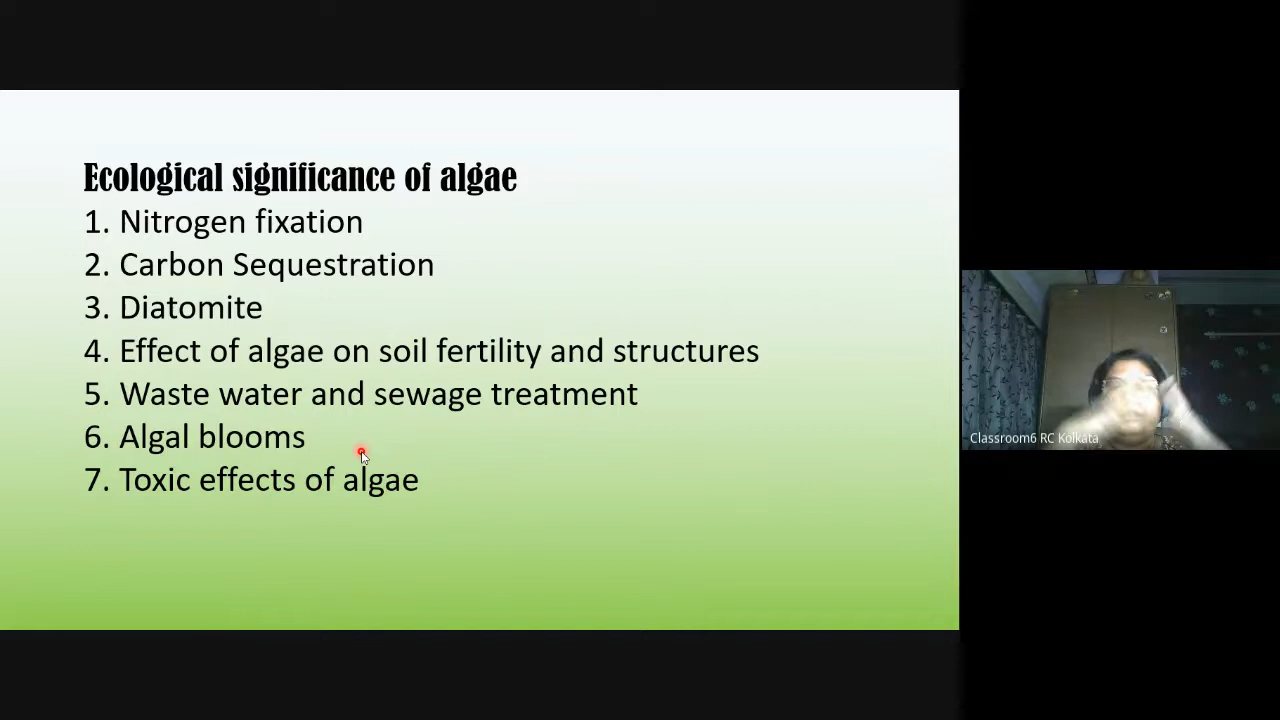 Ecological significance of algae
1. Nitrogen fixation
2. Carbon Sequestration
3. Diatomite
4. Effect of algae on soil fertility and structures
5. Waste water and sewage treatment
6. Algal blooms
7. Toxic effects of algae
Classroom6 RC Kolkata